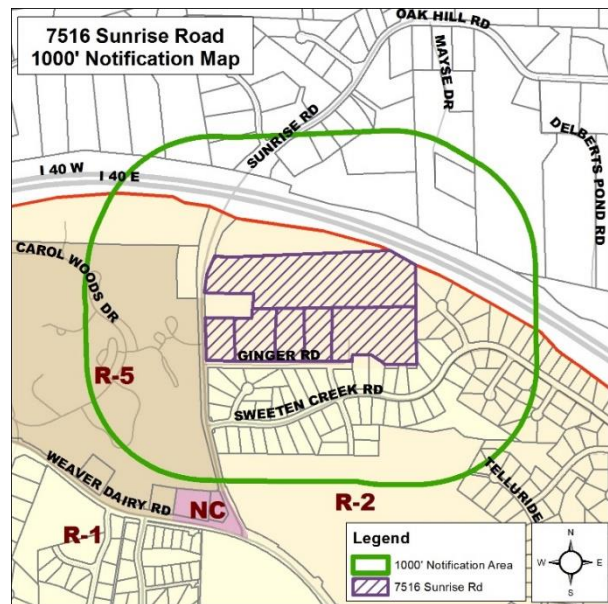 7516 Sunrise Road
1000' Notification Map
OAK HILL RD
MAYSE DR
SUNRISE RD
DELBERTS POND RD
I 40 W
I 40 E
CAROL WOODS DR
GINGER RD
R-5
SWEETEN CREEK RD
WEAVER DAIRY RD
NC
R-2
TELLURIDE
R-1
Legend
1000' Notification Area
7516 Sunrise Rd
N
W
E
S